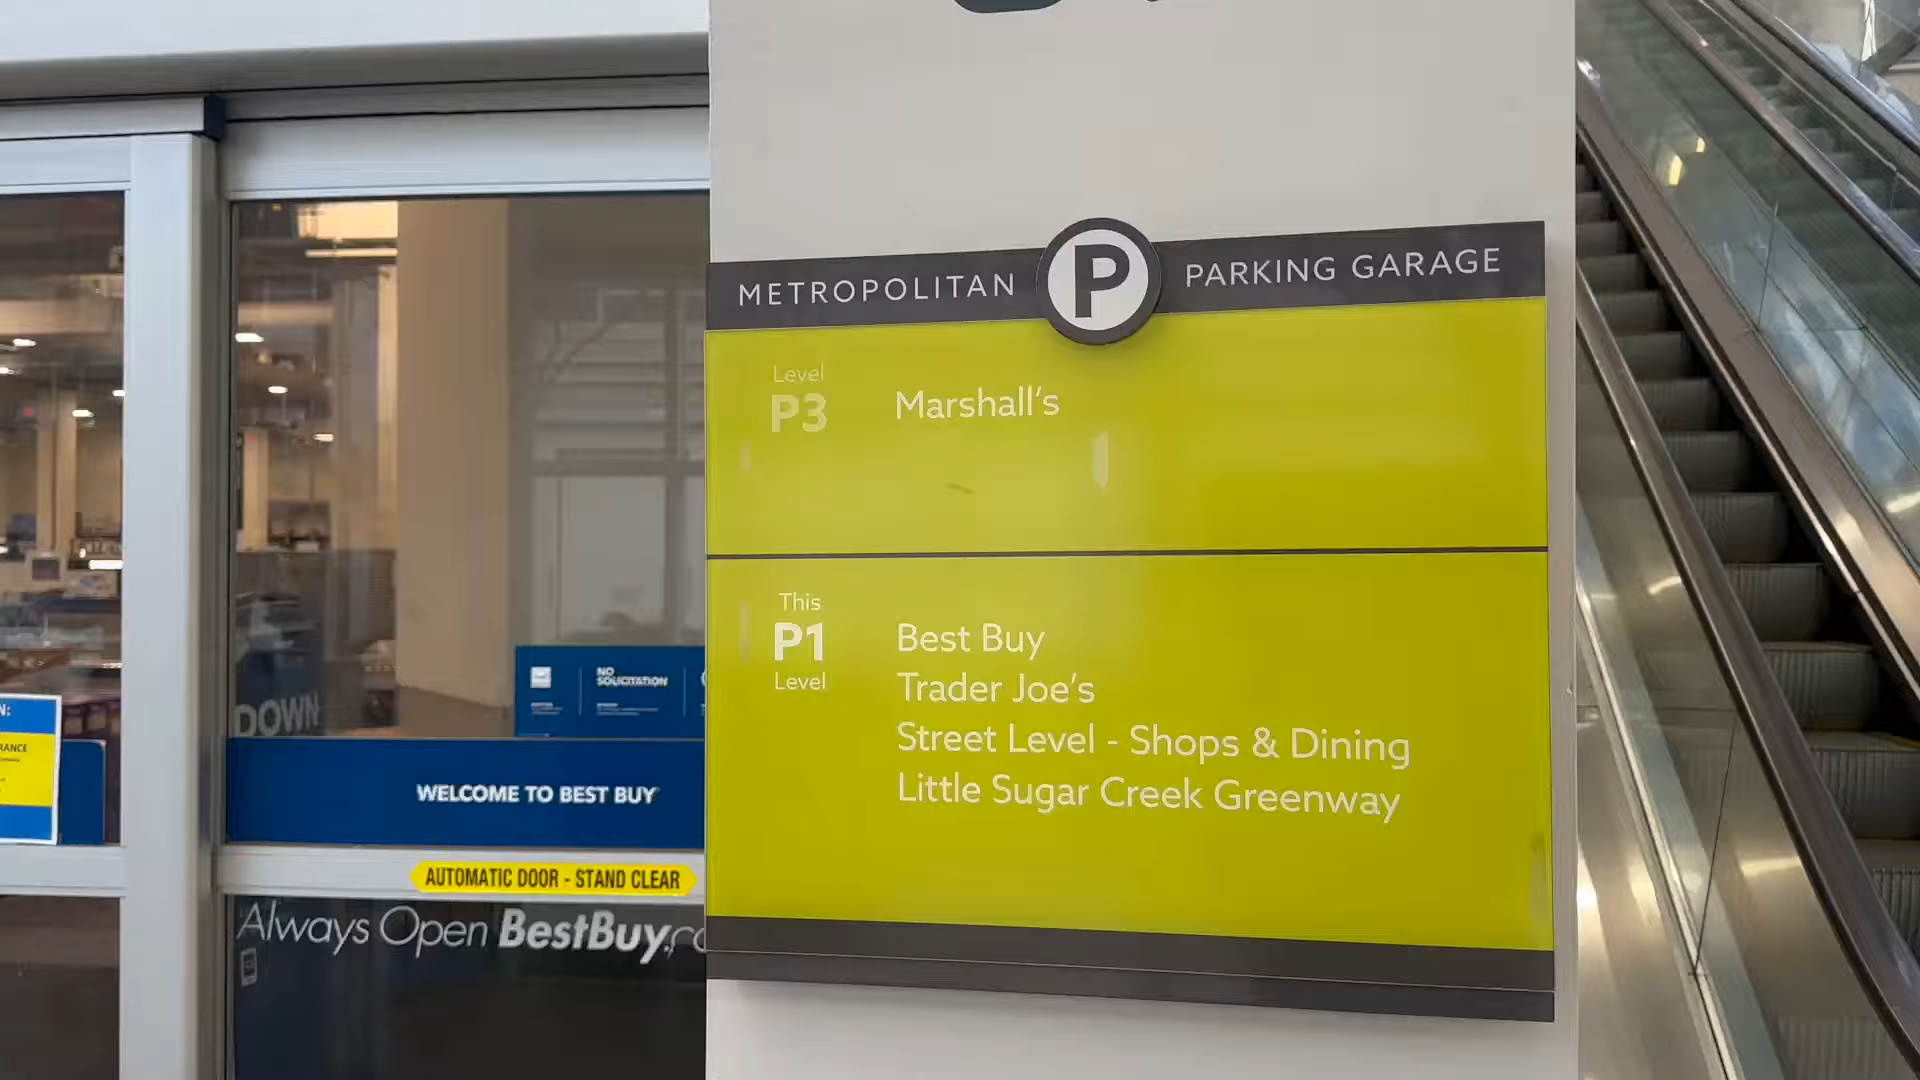 METROPOLITAN P PARKING GARAGE
Level
P3
Marshall's
This
P1
Level
Best Buy
Trader Joe's
Street Level - Shops & Dining
Little Sugar Creek Greenway
DOWN
NO
SOLICITATION
WELCOME TO BEST BUY
AUTOMATIC DOOR - STAND CLEAR
Always Open BestBuy.co